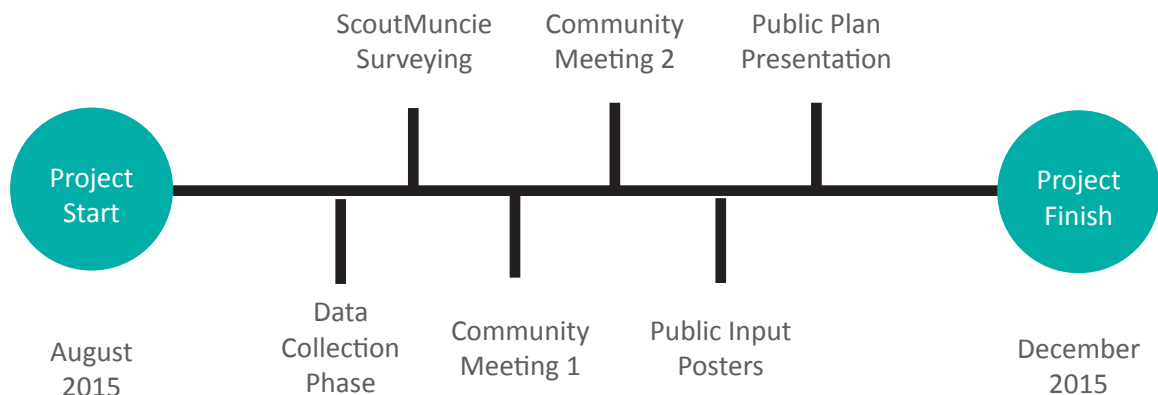 ScoutMuncie
Surveying
Community
Meeting 2
Public Plan
Presentation
Project
Start
Project
Finish
Data
Collection
Phase
Community
Meeting 1
Public Input
Posters
August
2015
December
2015